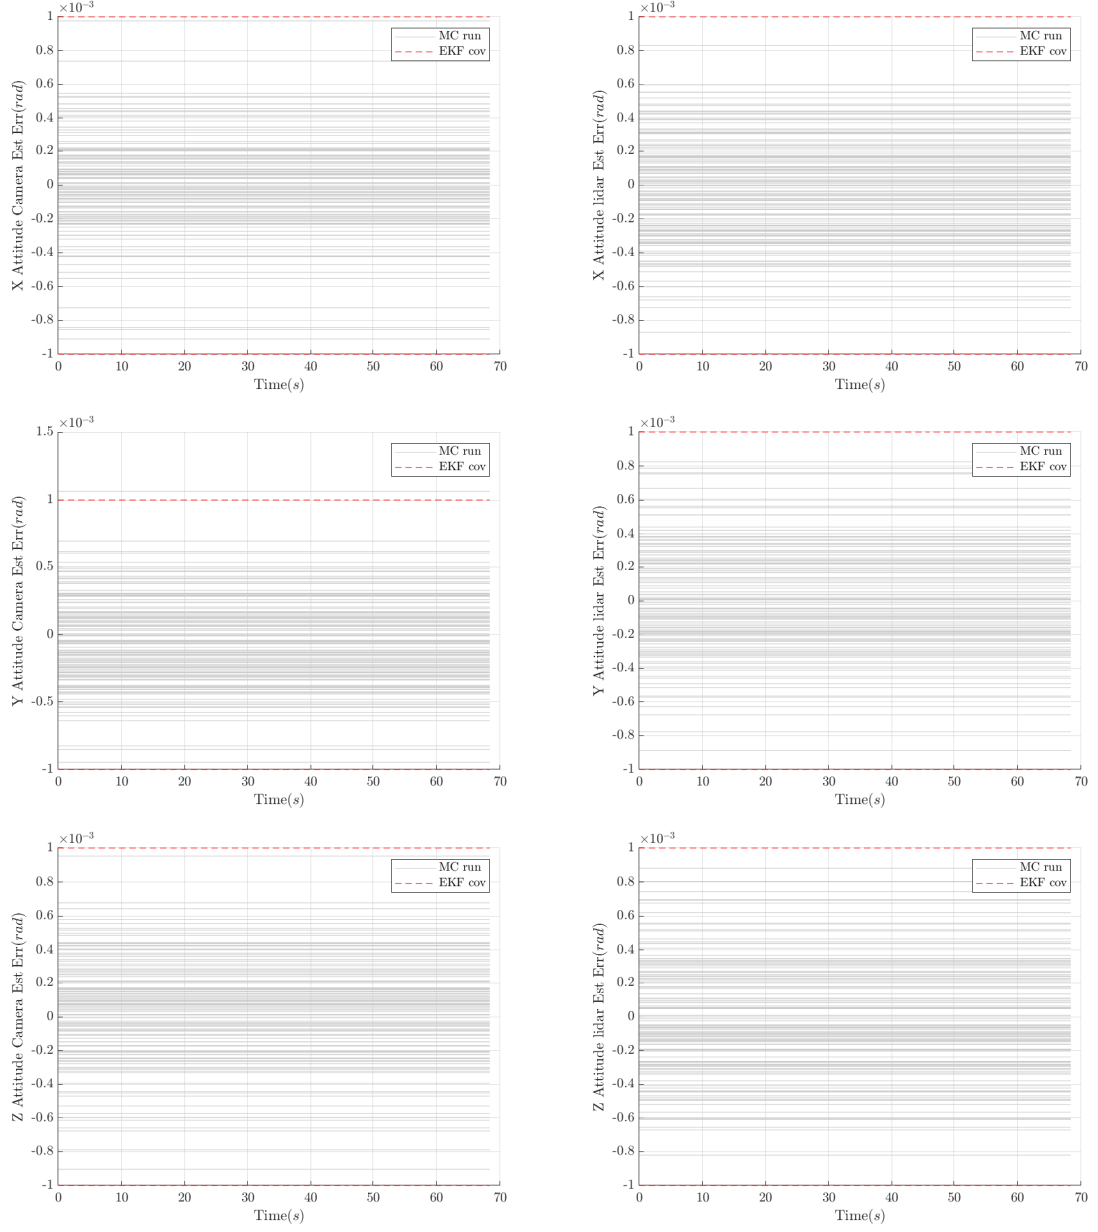 ×10⁻³
1
0.8
0.6
0.4
0.2
0
-0.2
-0.4
-0.6
-0.8
-1
0 10 20 30 40 50 60 70
Time(s)
X Attitude Camera Est Err(rad)
MC run
EKF cov
×10⁻³
1
0.8
0.6
0.4
0.2
0
-0.2
-0.4
-0.6
-0.8
-1
0 10 20 30 40 50 60 70
Time(s)
X Attitude lidar Est Err(rad)
MC run
EKF cov
×10⁻³
1.5
1
0.5
0
-0.5
-1
0 10 20 30 40 50 60 70
Time(s)
Y Attitude Camera Est Err(rad)
MC run
EKF cov
×10⁻³
1
0.8
0.6
0.4
0.2
0
-0.2
-0.4
-0.6
-0.8
-1
0 10 20 30 40 50 60 70
Time(s)
Y Attitude lidar Est Err(rad)
MC run
EKF cov
×10⁻³
1
0.8
0.6
0.4
0.2
0
-0.2
-0.4
-0.6
-0.8
-1
0 10 20 30 40 50 60 70
Time(s)
Z Attitude Camera Est Err(rad)
MC run
EKF cov
×10⁻³
1
0.8
0.6
0.4
0.2
0
-0.2
-0.4
-0.6
-0.8
-1
0 10 20 30 40 50 60 70
Time(s)
Z Attitude lidar Est Err(rad)
MC run
EKF cov